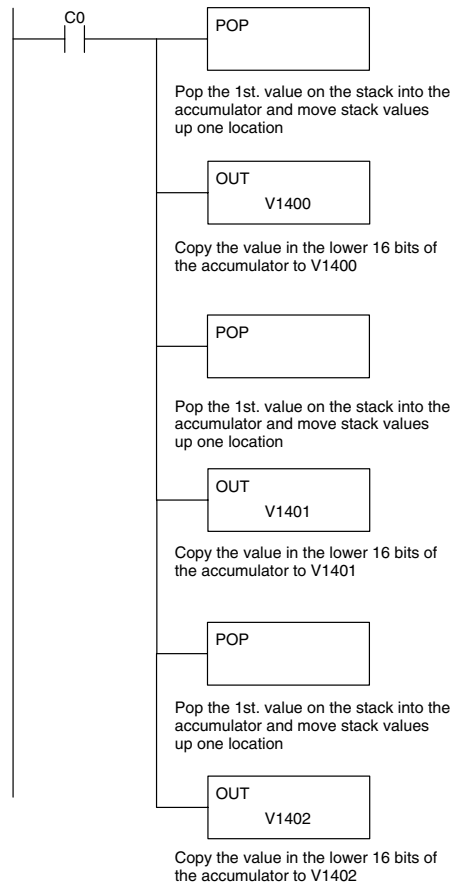 C0
POP
Pop the 1st. value on the stack into the
accumulator and move stack values
up one location
OUT
V1400
Copy the value in the lower 16 bits of
the accumulator to V1400
POP
Pop the 1st. value on the stack into the
accumulator and move stack values
up one location
OUT
V1401
Copy the value in the lower 16 bits of
the accumulator to V1401
POP
Pop the 1st. value on the stack into the
accumulator and move stack values
up one location
OUT
V1402
Copy the value in the lower 16 bits of
the accumulator to V1402